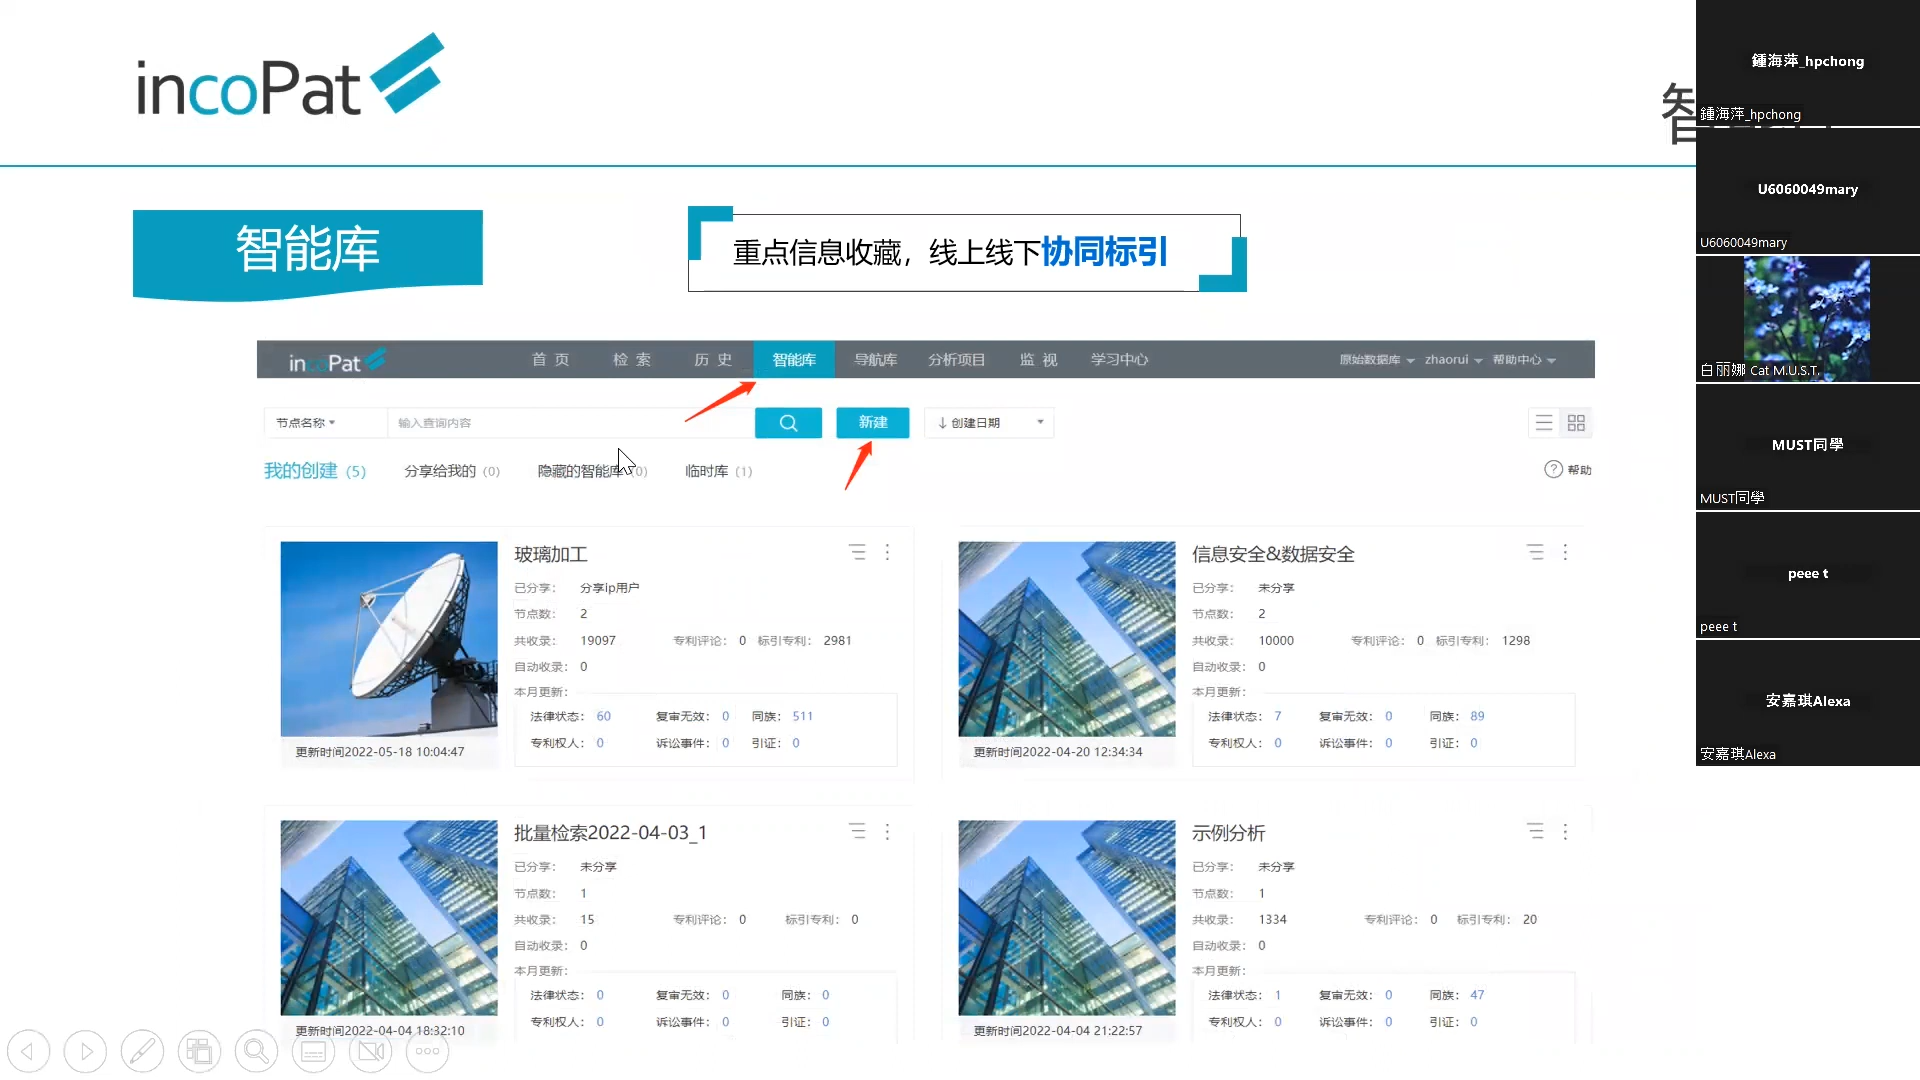 incoPat
智
智能库
重点信息收藏，线上线下协同标引
incoPat 首 页 检 索 历 史 智能库 导航库 分析项目 监 视 学习中心 原始数据库 zhaorui 帮助中心
节点名称 输入查询内容 新建 ↓创建日期
我的创建 (5) 分享给我的 (0) 隐藏的智能库 (0) 临时库 (1) ? 帮助
玻璃加工
已分享： 分享ip用户
节点数： 2
共收录： 19097 专利评论： 0 标引专利： 2981
自动收录： 0
本月更新：
法律状态： 60 复审无效： 0 同族： 511
专利权人： 0 诉讼事件： 0 引证： 0
更新时间2022-05-18 10:04:47
信息安全&数据安全
已分享： 未分享
节点数： 2
共收录： 10000 专利评论： 0 标引专利： 1298
自动收录： 0
本月更新：
法律状态： 7 复审无效： 0 同族： 89
专利权人： 0 诉讼事件： 0 引证： 0
更新时间2022-04-20 12:34:34
批量检索2022-04-03_1
已分享： 未分享
节点数： 1
共收录： 15 专利评论： 0 标引专利： 0
自动收录： 0
本月更新：
法律状态： 0 复审无效： 0 同族： 0
专利权人： 0 诉讼事件： 0 引证： 0
更新时间2022-04-04 18:32:10
示例分析
已分享： 未分享
节点数： 1
共收录： 1334 专利评论： 0 标引专利： 20
自动收录： 0
本月更新：
法律状态： 1 复审无效： 0 同族： 47
专利权人： 0 诉讼事件： 0 引证： 0
更新时间2022-04-04 21:22:57
鍾海萍_hpchong
鍾海萍_hpchong
U6060049mary
U6060049mary
白丽娜 Cat M.U.S.T.
MUST同學
MUST同學
peee t
peee t
安嘉琪Alexa
安嘉琪Alexa